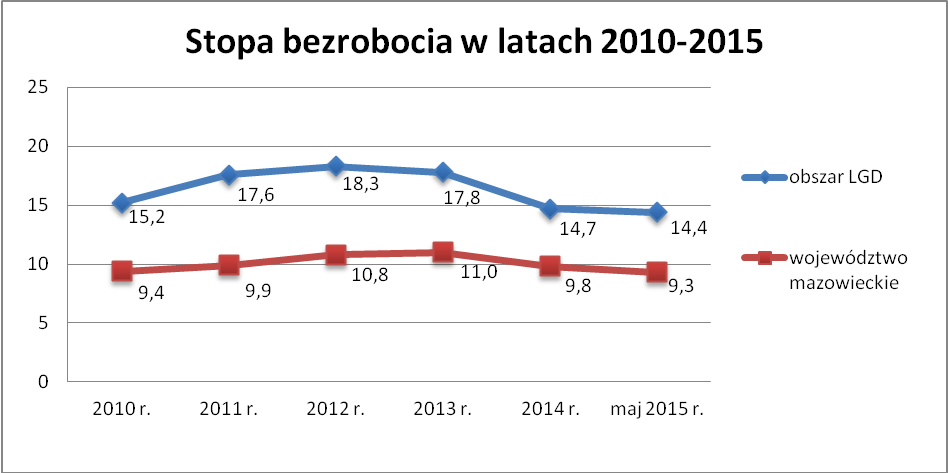 Stopa bezrobocia w latach 2010-2015
25
20
15
10
5
0
15,2
17,6
18,3
17,8
14,7
14,4
9,4
9,9
10,8
11,0
9,8
9,3
2010 r.
2011 r.
2012 r.
2013 r.
2014 r.
maj 2015 r.
obszar LGD
województwo
mazowieckie